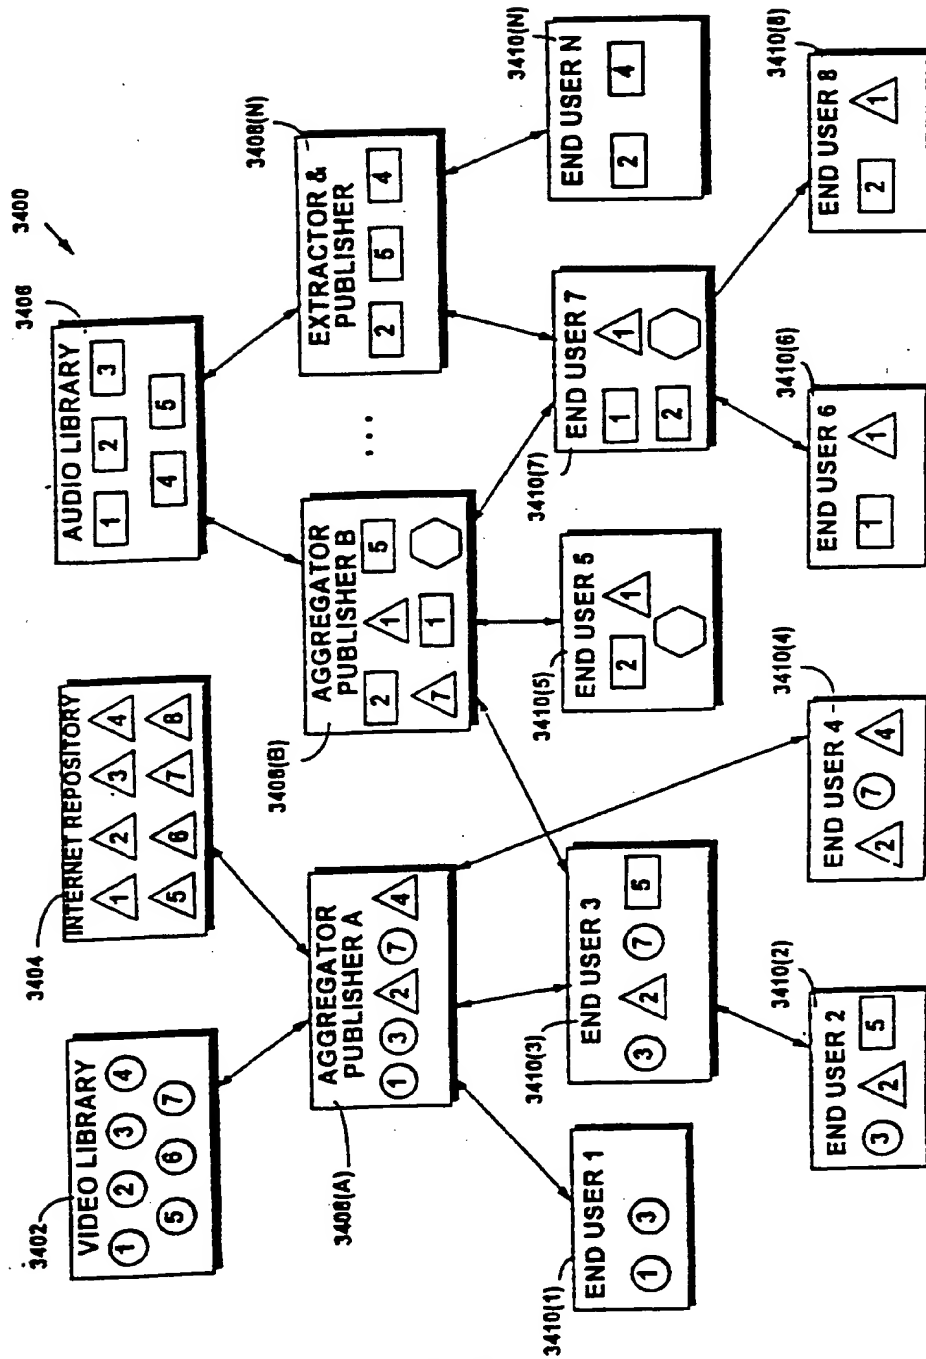 3400
3402
VIDEO LIBRARY
1 2 3 4
5 6 7
3404
INTERNET REPOSITORY
1 2 3 4
5 6 7 8
3406
AUDIO LIBRARY
1 2 3
4 5
3408(A)
AGGREGATOR
PUBLISHER A
1 3 2 7 4
3408(B)
AGGREGATOR
PUBLISHER B
2 1 5
7 1
...
3408(N)
EXTRACTOR &
PUBLISHER
2 5 4
3410(1)
END USER 1
1 3
3410(3)
END USER 3
3 2 7 5
3410(5)
END USER 5
2 1
3410(7)
END USER 7
1 1
2
3410(N)
END USER N
2 4
3410(2)
END USER 2
3 2 5
3410(4)
END USER 4
2 7 4
3410(6)
END USER 6
1 1
3410(8)
END USER 8
2 1